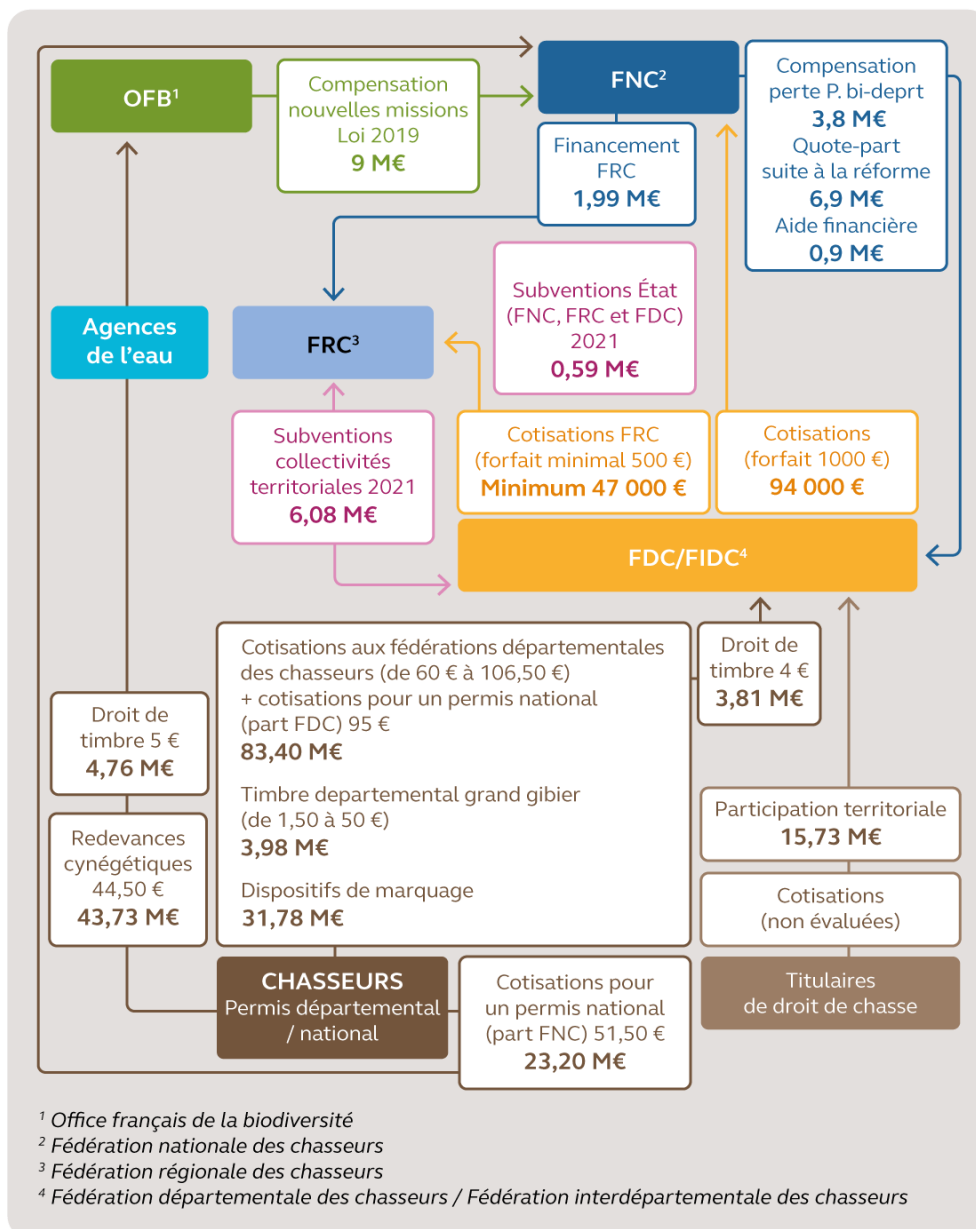 OFB¹
Compensation
nouvelles missions
Loi 2019
9 M€
FNC²
Compensation
perte P. bi-deprt
3,8 M€
Quote-part
suite à la réforme
6,9 M€
Aide financière
0,9 M€
Financement
FRC
1,99 M€
Agences
de l’eau
FRC³
Subventions État
(FNC, FRC et FDC)
2021
0,59 M€
Subventions
collectivités
territoriales 2021
6,08 M€
Cotisations FRC
(forfait minimal 500 €)
Minimum 47 000 €
Cotisations
(forfait 1000 €)
94 000 €
FDC/FIDC⁴
Cotisations aux fédérations départementales
des chasseurs (de 60 € à 106,50 €)
+ cotisations pour un permis national
(part FDC) 95 €
83,40 M€
Timbre departemental grand gibier
(de 1,50 à 50 €)
3,98 M€
Dispositifs de marquage
31,78 M€
Droit de
timbre 4 €
3,81 M€
Droit de
timbre 5 €
4,76 M€
Redevances
cynégétiques
44,50 €
43,73 M€
Participation territoriale
15,73 M€
Cotisations
(non évaluées)
CHASSEURS
Permis départemental
/ national
Cotisations pour
un permis national
(part FNC) 51,50 €
23,20 M€
Titulaires
de droit de chasse
¹ Office français de la biodiversité
² Fédération nationale des chasseurs
³ Fédération régionale des chasseurs
⁴ Fédération départementale des chasseurs / Fédération interdépartementale des chasseurs